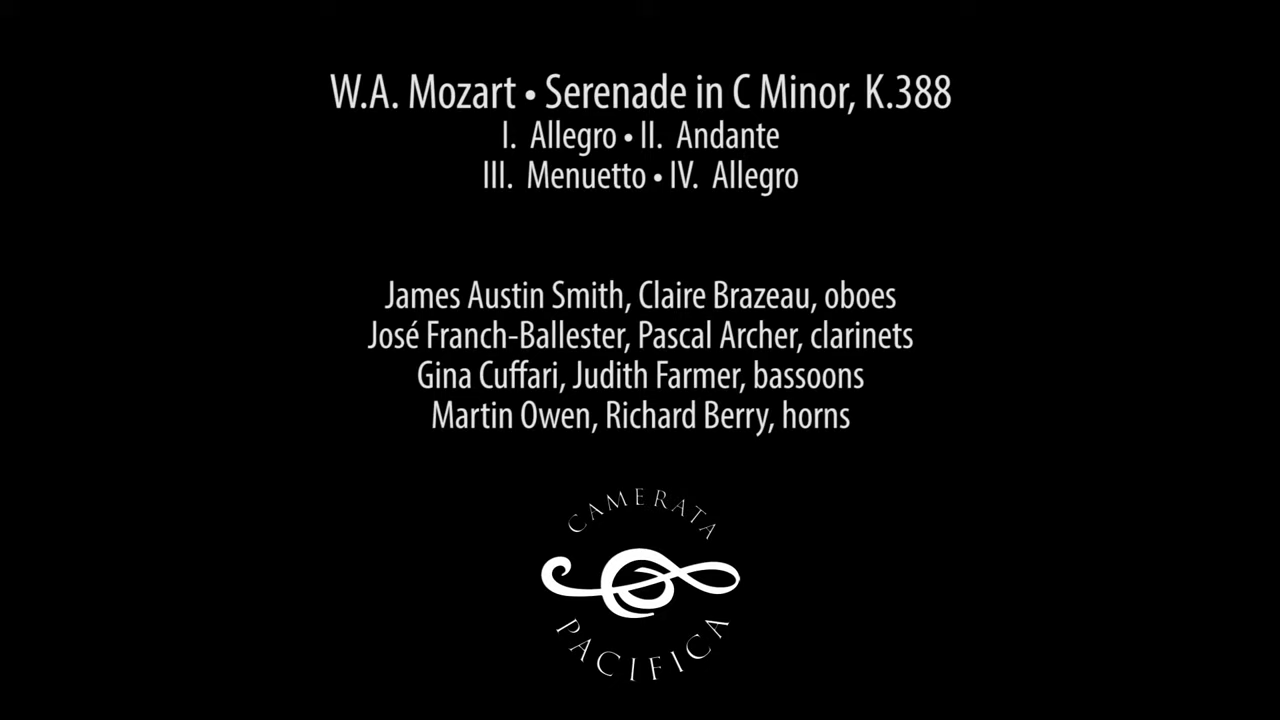 W.A. Mozart • Serenade in C Minor, K.388
I. Allegro • II. Andante
III. Menuetto • IV. Allegro
James Austin Smith, Claire Brazeau, oboes
José Franch-Ballester, Pascal Archer, clarinets
Gina Cuffari, Judith Farmer, bassoons
Martin Owen, Richard Berry, horns
CAMERATA
PACIFICA